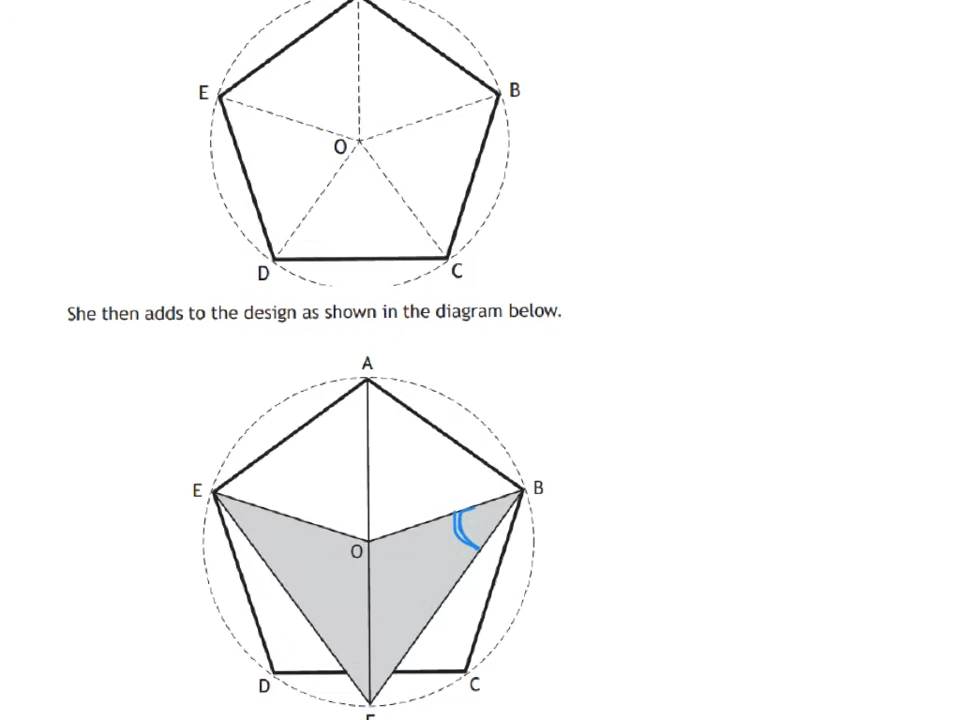 E
B
O
D
C
She then adds to the design as shown in the diagram below.
A
E
B
O
D
C